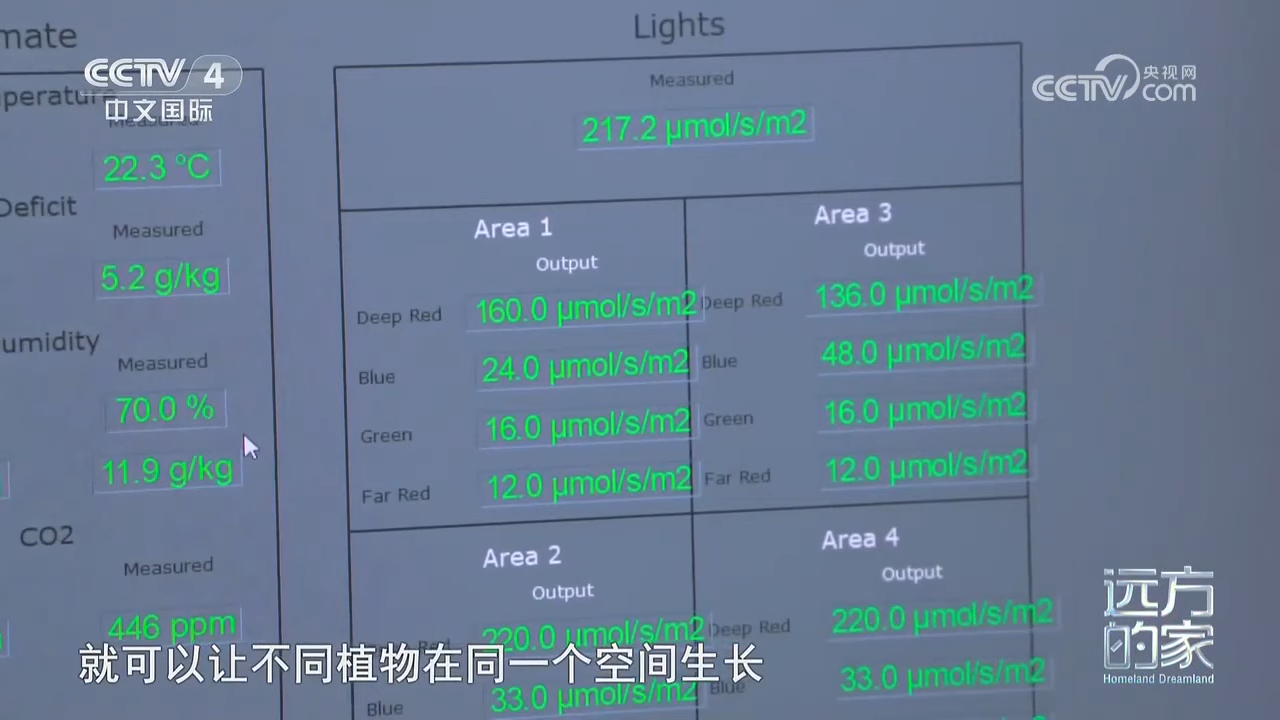 mate
CCTV 4
中文国际
perature
Measured
22.3 °C
Deficit
Measured
5.2 g/kg
umidity
Measured
70.0 %
11.9 g/kg
CO2
Measured
446 ppm
Lights
Measured
217.2 µmol/s/m2
Area 1
Output
Deep Red 160.0 µmol/s/m2
Blue 24.0 µmol/s/m2
Green 16.0 µmol/s/m2
Far Red 12.0 µmol/s/m2
Area 3
Output
Deep Red 136.0 µmol/s/m2
Blue 48.0 µmol/s/m2
Green 16.0 µmol/s/m2
Far Red 12.0 µmol/s/m2
Area 2
Output
220.0 µmol/s/m2
Blue 33.0 µmol/s/m2
Area 4
Output
Deep Red 220.0 µmol/s/m2
Blue 33.0 µmol/s/m2
CCTV 央视网
com
远方
的家
Homeland Dreamland
就可以让不同植物在同一个空间生长